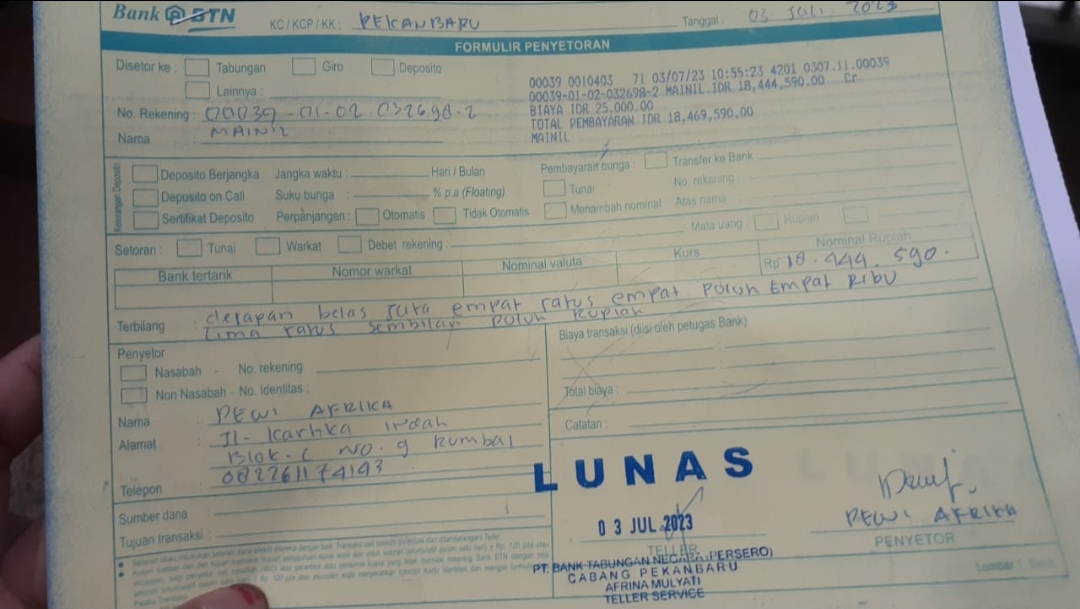 Bank BTN
KC / KCP / KK : PEKANBARU
Tanggal : 03 JULI 2023
FORMULIR PENYETORAN
Disetor ke : Tabungan Giro Deposito
Lainnya :
00039 0010403 71 03/07/23 10:55:23 4201 0307.11.00039
00039-01-02-032698-2 MAINIL.IDR 18,444,590.00 Cr
BIAYA IDR 25,000.00
TOTAL PEMBAYARAN IDR 18,469,590.00
MAINIL
No. Rekening : 00039-01-02.032698-2
Nama MAINIL
Keterangan Deposito
Deposito Berjangka Jangka waktu : Hari / Bulan
Deposito on Call Suku bunga : % p.a (Floating)
Sertifikat Deposito Perpanjangan : Otomatis Tidak Otomatis
Pembayaran bunga : Transfer ke Bank
Tunai No. rekening
Menambah nominal Atas nama
Setoran : Tunai Warkat Debet rekening :
Mata uang Rupiah
Bank tertarik Nomor warkat Nominal valuta Kurs Nominal Rupiah
Rp 18.444.590.
Terbilang : delapan belas juta empat ratus empat puluh Empat Ribu
Lima ratus Sembilan puluh Rupiah
Penyetor
Nasabah - No. rekening
Non Nasabah - No. Identitas :
Nama : DEWI AFRIKA
Alamat : Jl- Kartika indah
Blok-C NO. 9 Rumbai
Telepon : 082261174193
Sumber dana :
Tujuan transaksi :
Biaya transaksi (diisi oleh petugas Bank)
Total biaya :
Catatan :
LUNAS
03 JUL 2023
TELLER
PT. BANK TABUNGAN NEGARA (PERSERO)
CABANG PEKANBARU
AFRINA MULYATI
TELLER SERVICE
DEWI AFRIKA
PENYETOR
Lembar 1